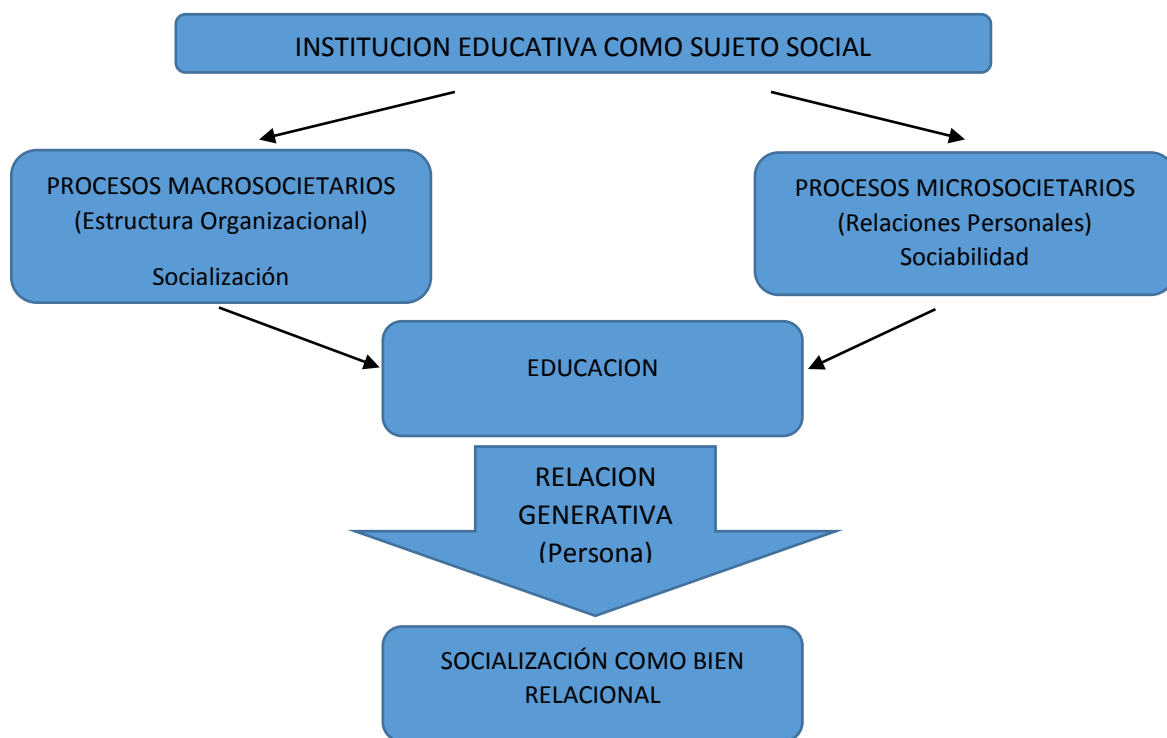 INSTITUCION EDUCATIVA COMO SUJETO SOCIAL
PROCESOS MACROSOCIETARIOS
(Estructura Organizacional)
Socialización
PROCESOS MICROSOCIETARIOS
(Relaciones Personales)
Sociabilidad
EDUCACION
RELACION
GENERATIVA
(Persona)
SOCIALIZACIÓN COMO BIEN
RELACIONAL